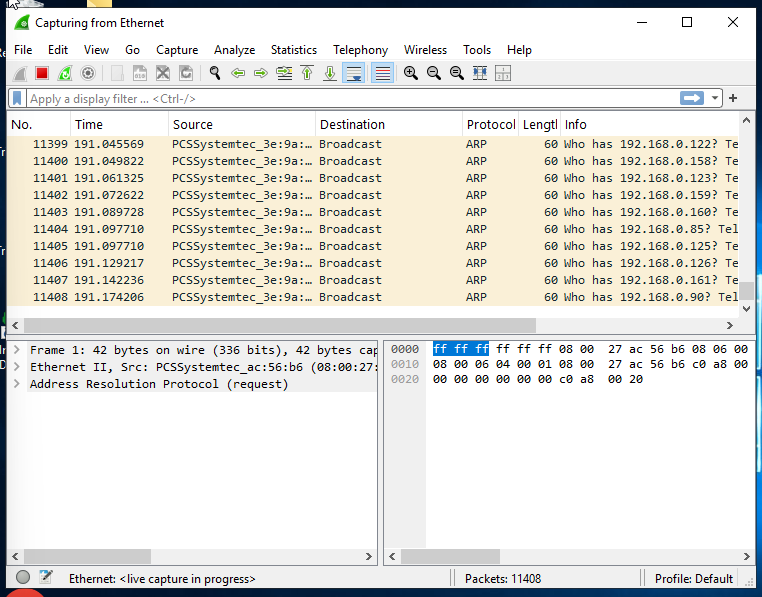 Capturing from Ethernet
File Edit View Go Capture Analyze Statistics Telephony Wireless Tools Help
Apply a display filter ... <Ctrl-/>
No. Time Source Destination Protocol Lengtl Info
11399 191.045569 PCSSystemtec_3e:9a:… Broadcast ARP 60 Who has 192.168.0.122? Te
11400 191.049822 PCSSystemtec_3e:9a:… Broadcast ARP 60 Who has 192.168.0.158? Te
11401 191.061325 PCSSystemtec_3e:9a:… Broadcast ARP 60 Who has 192.168.0.123? Te
11402 191.072622 PCSSystemtec_3e:9a:… Broadcast ARP 60 Who has 192.168.0.159? Te
11403 191.089728 PCSSystemtec_3e:9a:… Broadcast ARP 60 Who has 192.168.0.160? Te
11404 191.097710 PCSSystemtec_3e:9a:… Broadcast ARP 60 Who has 192.168.0.85? Tel
11405 191.097710 PCSSystemtec_3e:9a:… Broadcast ARP 60 Who has 192.168.0.125? Te
11406 191.129217 PCSSystemtec_3e:9a:… Broadcast ARP 60 Who has 192.168.0.126? Te
11407 191.142236 PCSSystemtec_3e:9a:… Broadcast ARP 60 Who has 192.168.0.161? Te
11408 191.174206 PCSSystemtec_3e:9a:… Broadcast ARP 60 Who has 192.168.0.90? Tel
Frame 1: 42 bytes on wire (336 bits), 42 bytes cap
Ethernet II, Src: PCSSystemtec_ac:56:b6 (08:00:27:
Address Resolution Protocol (request)
0000 ff ff ff ff ff ff 08 00 27 ac 56 b6 08 06 00
0010 08 00 06 04 00 01 08 00 27 ac 56 b6 c0 a8 00
0020 00 00 00 00 00 00 c0 a8 00 20
Ethernet: <live capture in progress>
Packets: 11408
Profile: Default